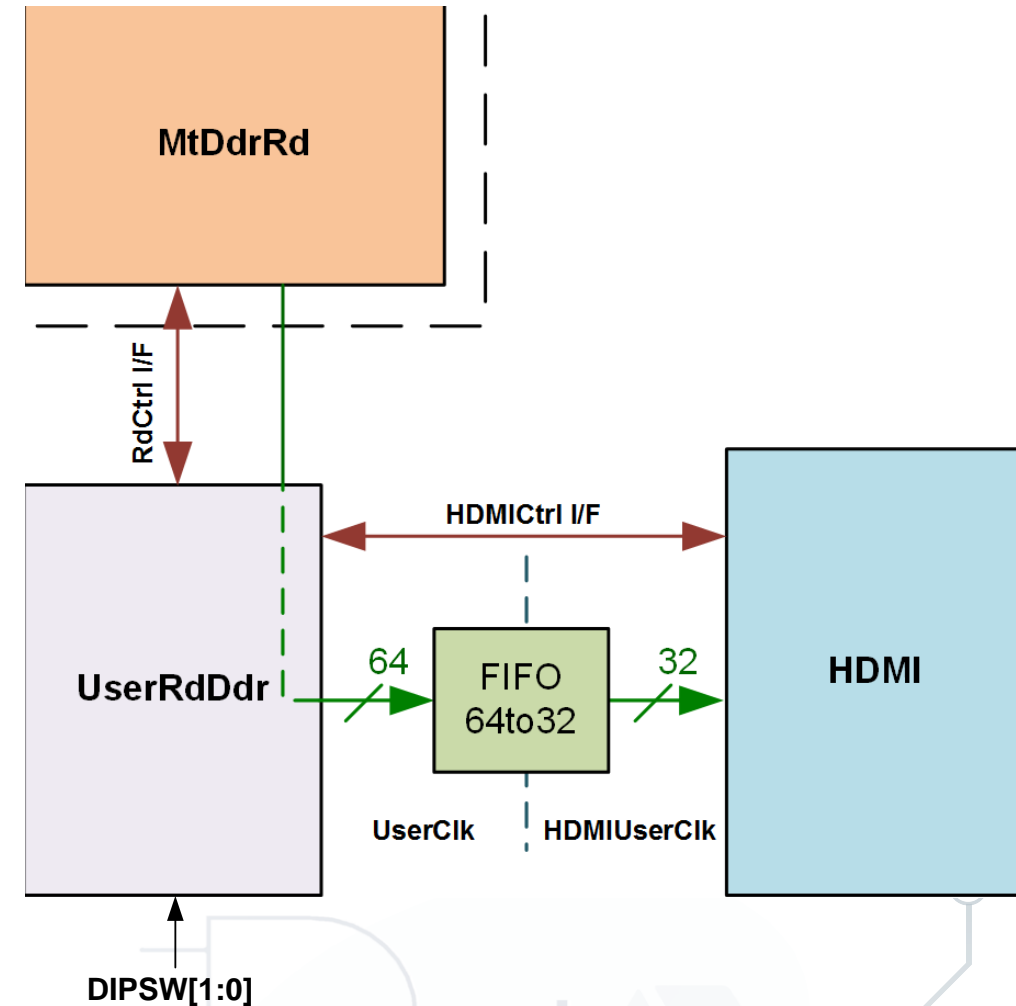 MtDdrRd
RdCtrl I/F
HDMICtrl I/F
64
FIFO
64to32
32
UserRdDdr
HDMI
UserClk
HDMIUserClk
DIPSW[1:0]